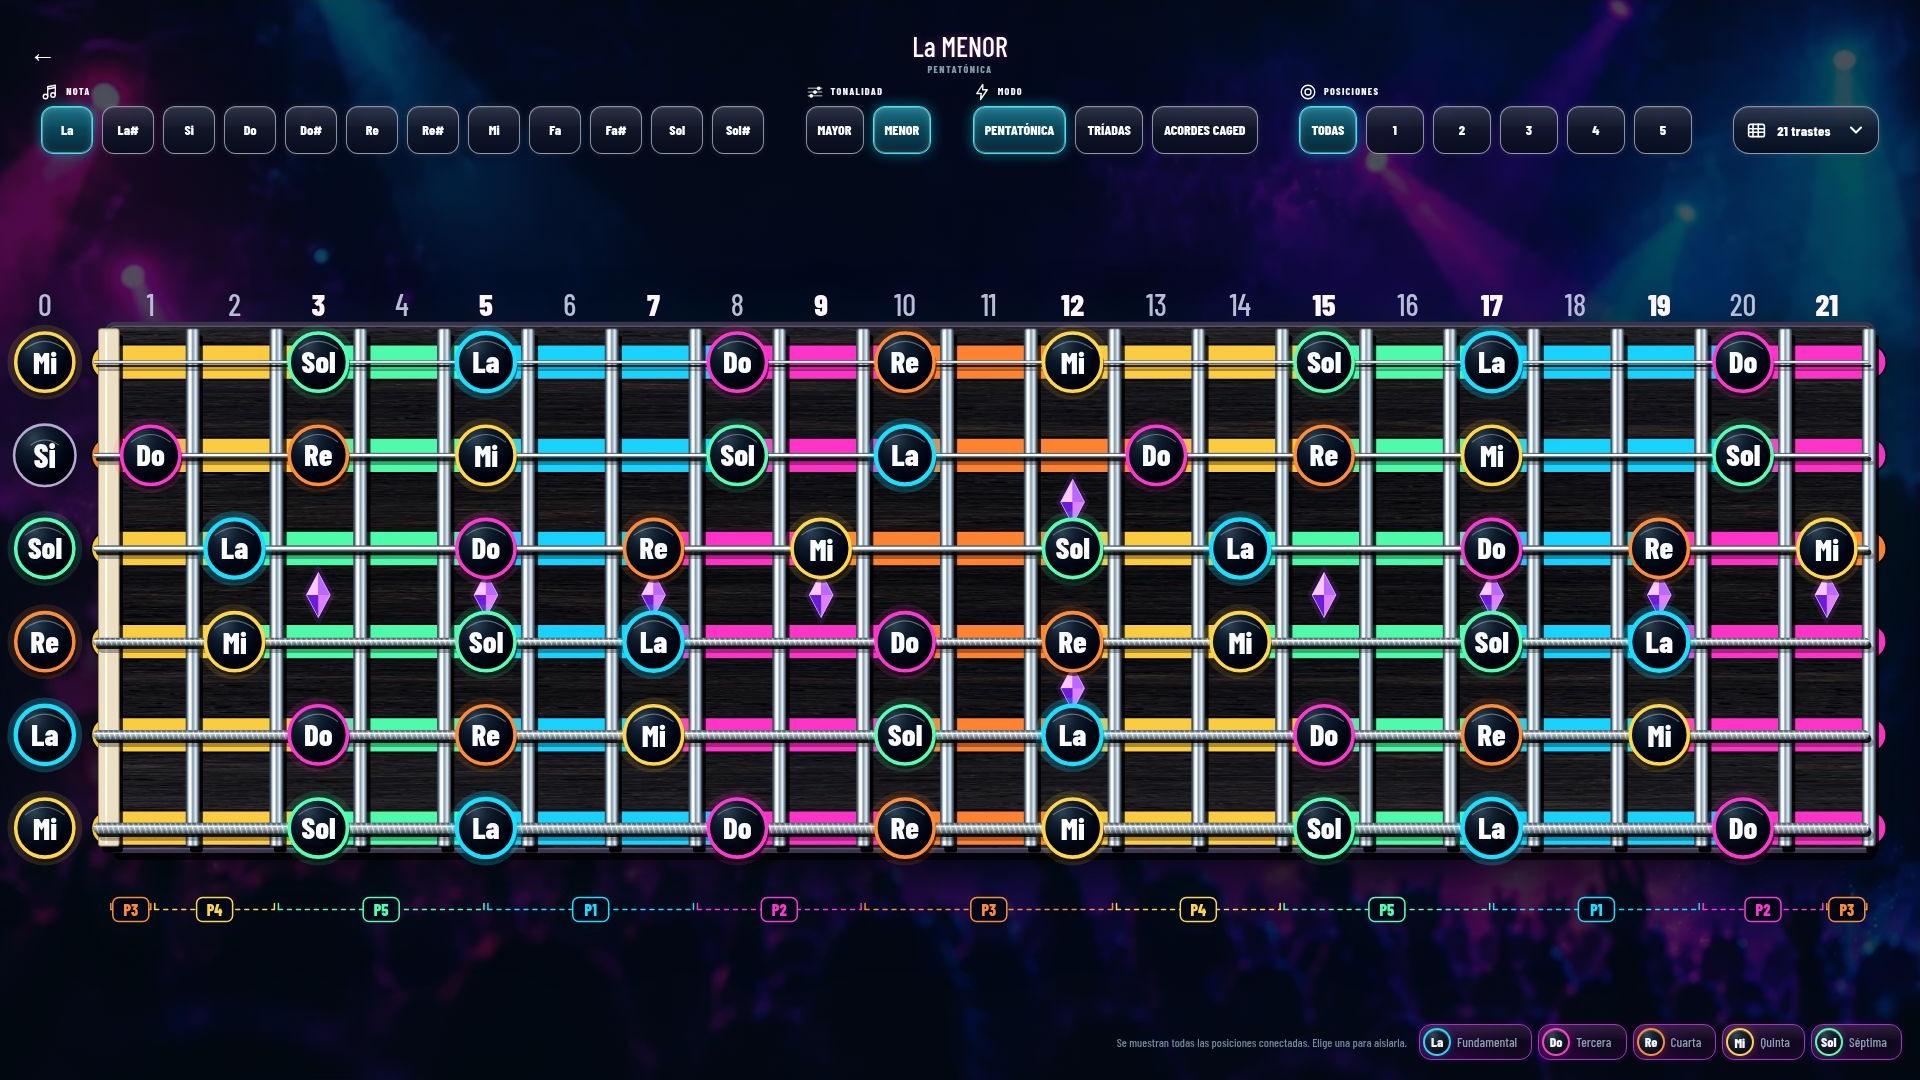 ←
La MENOR
PENTATÓNICA
NOTA TONALIDAD MODO POSICIONES
La La# Si Do Do# Re Re# Mi Fa Fa# Sol Sol# MAYOR MENOR PENTATÓNICA TRÍADAS ACORDES CAGED TODAS 1 2 3 4 5 21 trastes
0 1 2 3 4 5 6 7 8 9 10 11 12 13 14 15 16 17 18 19 20 21
Mi Sol La Do Re Mi Sol La Do
Si Do Re Mi Sol La Do Re Mi Sol
Sol La Do Re Mi Sol La Do Re Mi
Re Mi Sol La Do Re Mi Sol La
La Do Re Mi Sol La Do Re Mi
Mi Sol La Do Re Mi Sol La Do
P3 P4 P5 P1 P2 P3 P4 P5 P1 P2 P3
Se muestran todas las posiciones conectadas. Elige una para aislarla. La Fundamental Do Tercera Re Cuarta Mi Quinta Sol Séptima